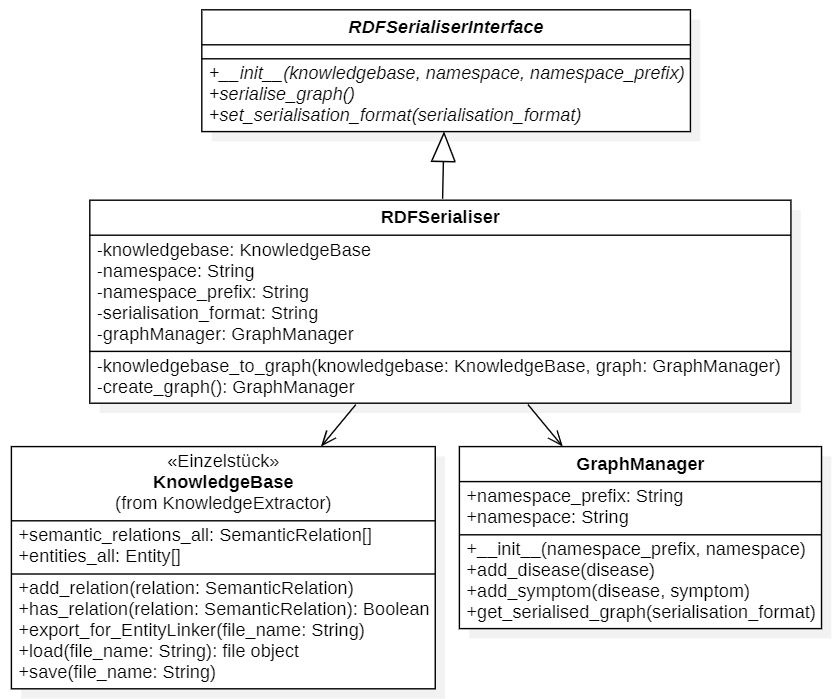 RDFSerialiserInterface
+__init__(knowledgebase, namespace, namespace_prefix)
+serialise_graph()
+set_serialisation_format(serialisation_format)
RDFSerialiser
-knowledgebase: KnowledgeBase
-namespace: String
-namespace_prefix: String
-serialisation_format: String
-graphManager: GraphManager
-knowledgebase_to_graph(knowledgebase: KnowledgeBase, graph: GraphManager)
-create_graph(): GraphManager
«Einzelstück»
KnowledgeBase
(from KnowledgeExtractor)
+semantic_relations_all: SemanticRelation[]
+entities_all: Entity[]
+add_relation(relation: SemanticRelation)
+has_relation(relation: SemanticRelation): Boolean
+export_for_EntityLinker(file_name: String)
+load(file_name: String): file object
+save(file_name: String)
GraphManager
+namespace_prefix: String
+namespace: String
+__init__(namespace_prefix, namespace)
+add_disease(disease)
+add_symptom(disease, symptom)
+get_serialised_graph(serialisation_format)